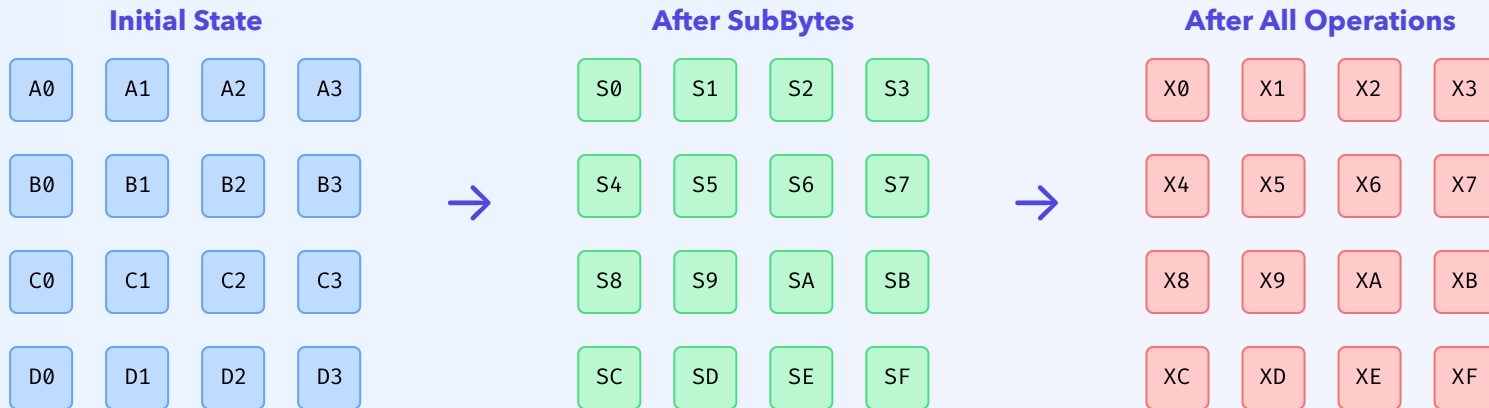 Initial State After SubBytes After All Operations
A0 A1 A2 A3 S0 S1 S2 S3 X0 X1 X2 X3
B0 B1 B2 B3 S4 S5 S6 S7 X4 X5 X6 X7
C0 C1 C2 C3 S8 S9 SA SB X8 X9 XA XB
D0 D1 D2 D3 SC SD SE SF XC XD XE XF